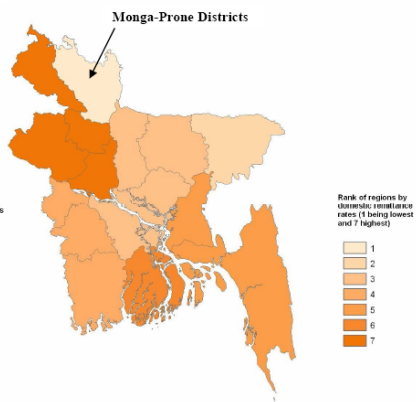 Monga-Prone Districts
s
Rank of regions by
domestic remittance
rates (1 being lowest
and 7 highest)
1
2
3
4
5
6
7